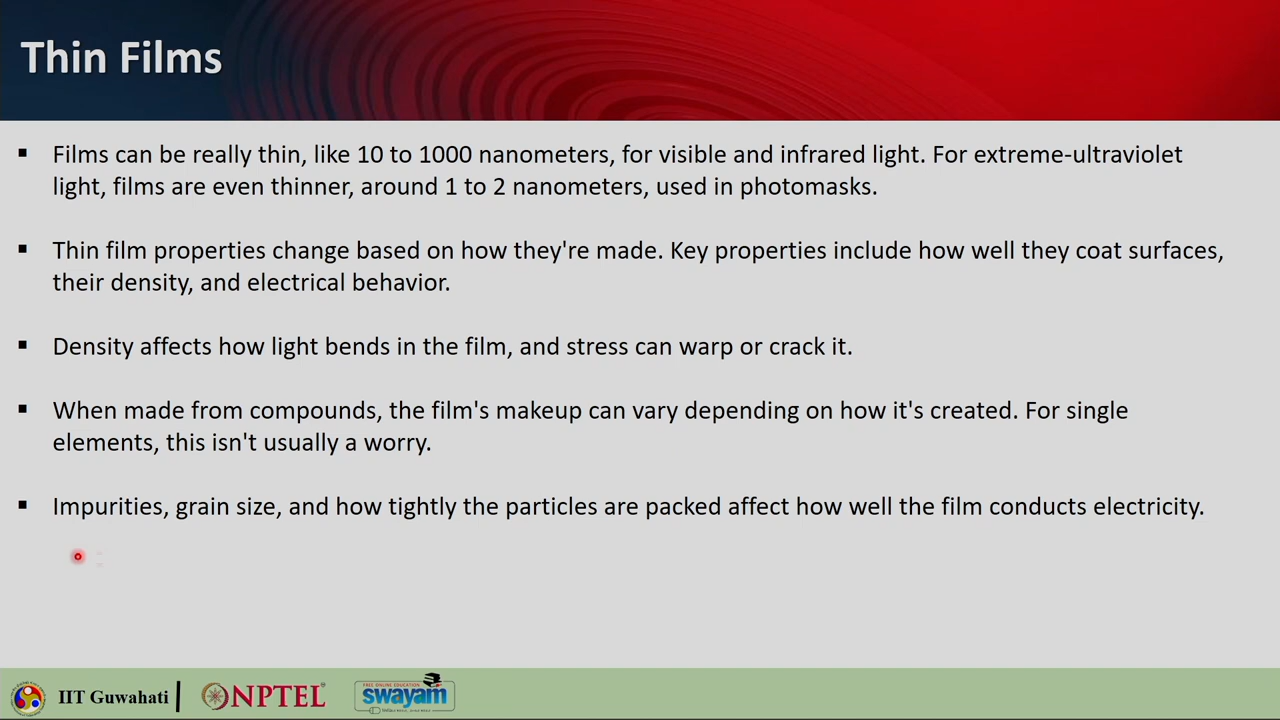 Thin Films
▪ Films can be really thin, like 10 to 1000 nanometers, for visible and infrared light. For extreme-ultraviolet
light, films are even thinner, around 1 to 2 nanometers, used in photomasks.
▪ Thin film properties change based on how they're made. Key properties include how well they coat surfaces,
their density, and electrical behavior.
▪ Density affects how light bends in the film, and stress can warp or crack it.
▪ When made from compounds, the film's makeup can vary depending on how it's created. For single
elements, this isn't usually a worry.
▪ Impurities, grain size, and how tightly the particles are packed affect how well the film conducts electricity.
IIT Guwahati
NPTEL
FREE ONLINE EDUCATION
swayam